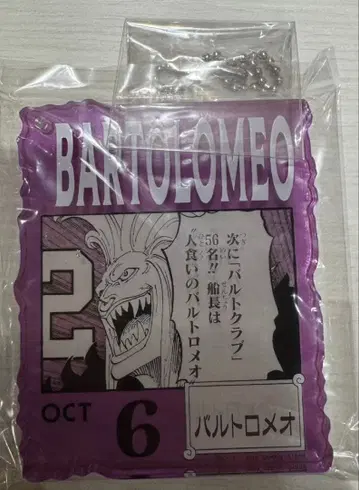 BARTOLOMEO
次に「バルトクラブ」
56名!! 船長は
“人食いのバルトロメオ”
2
OCT
6
バルトロメオ